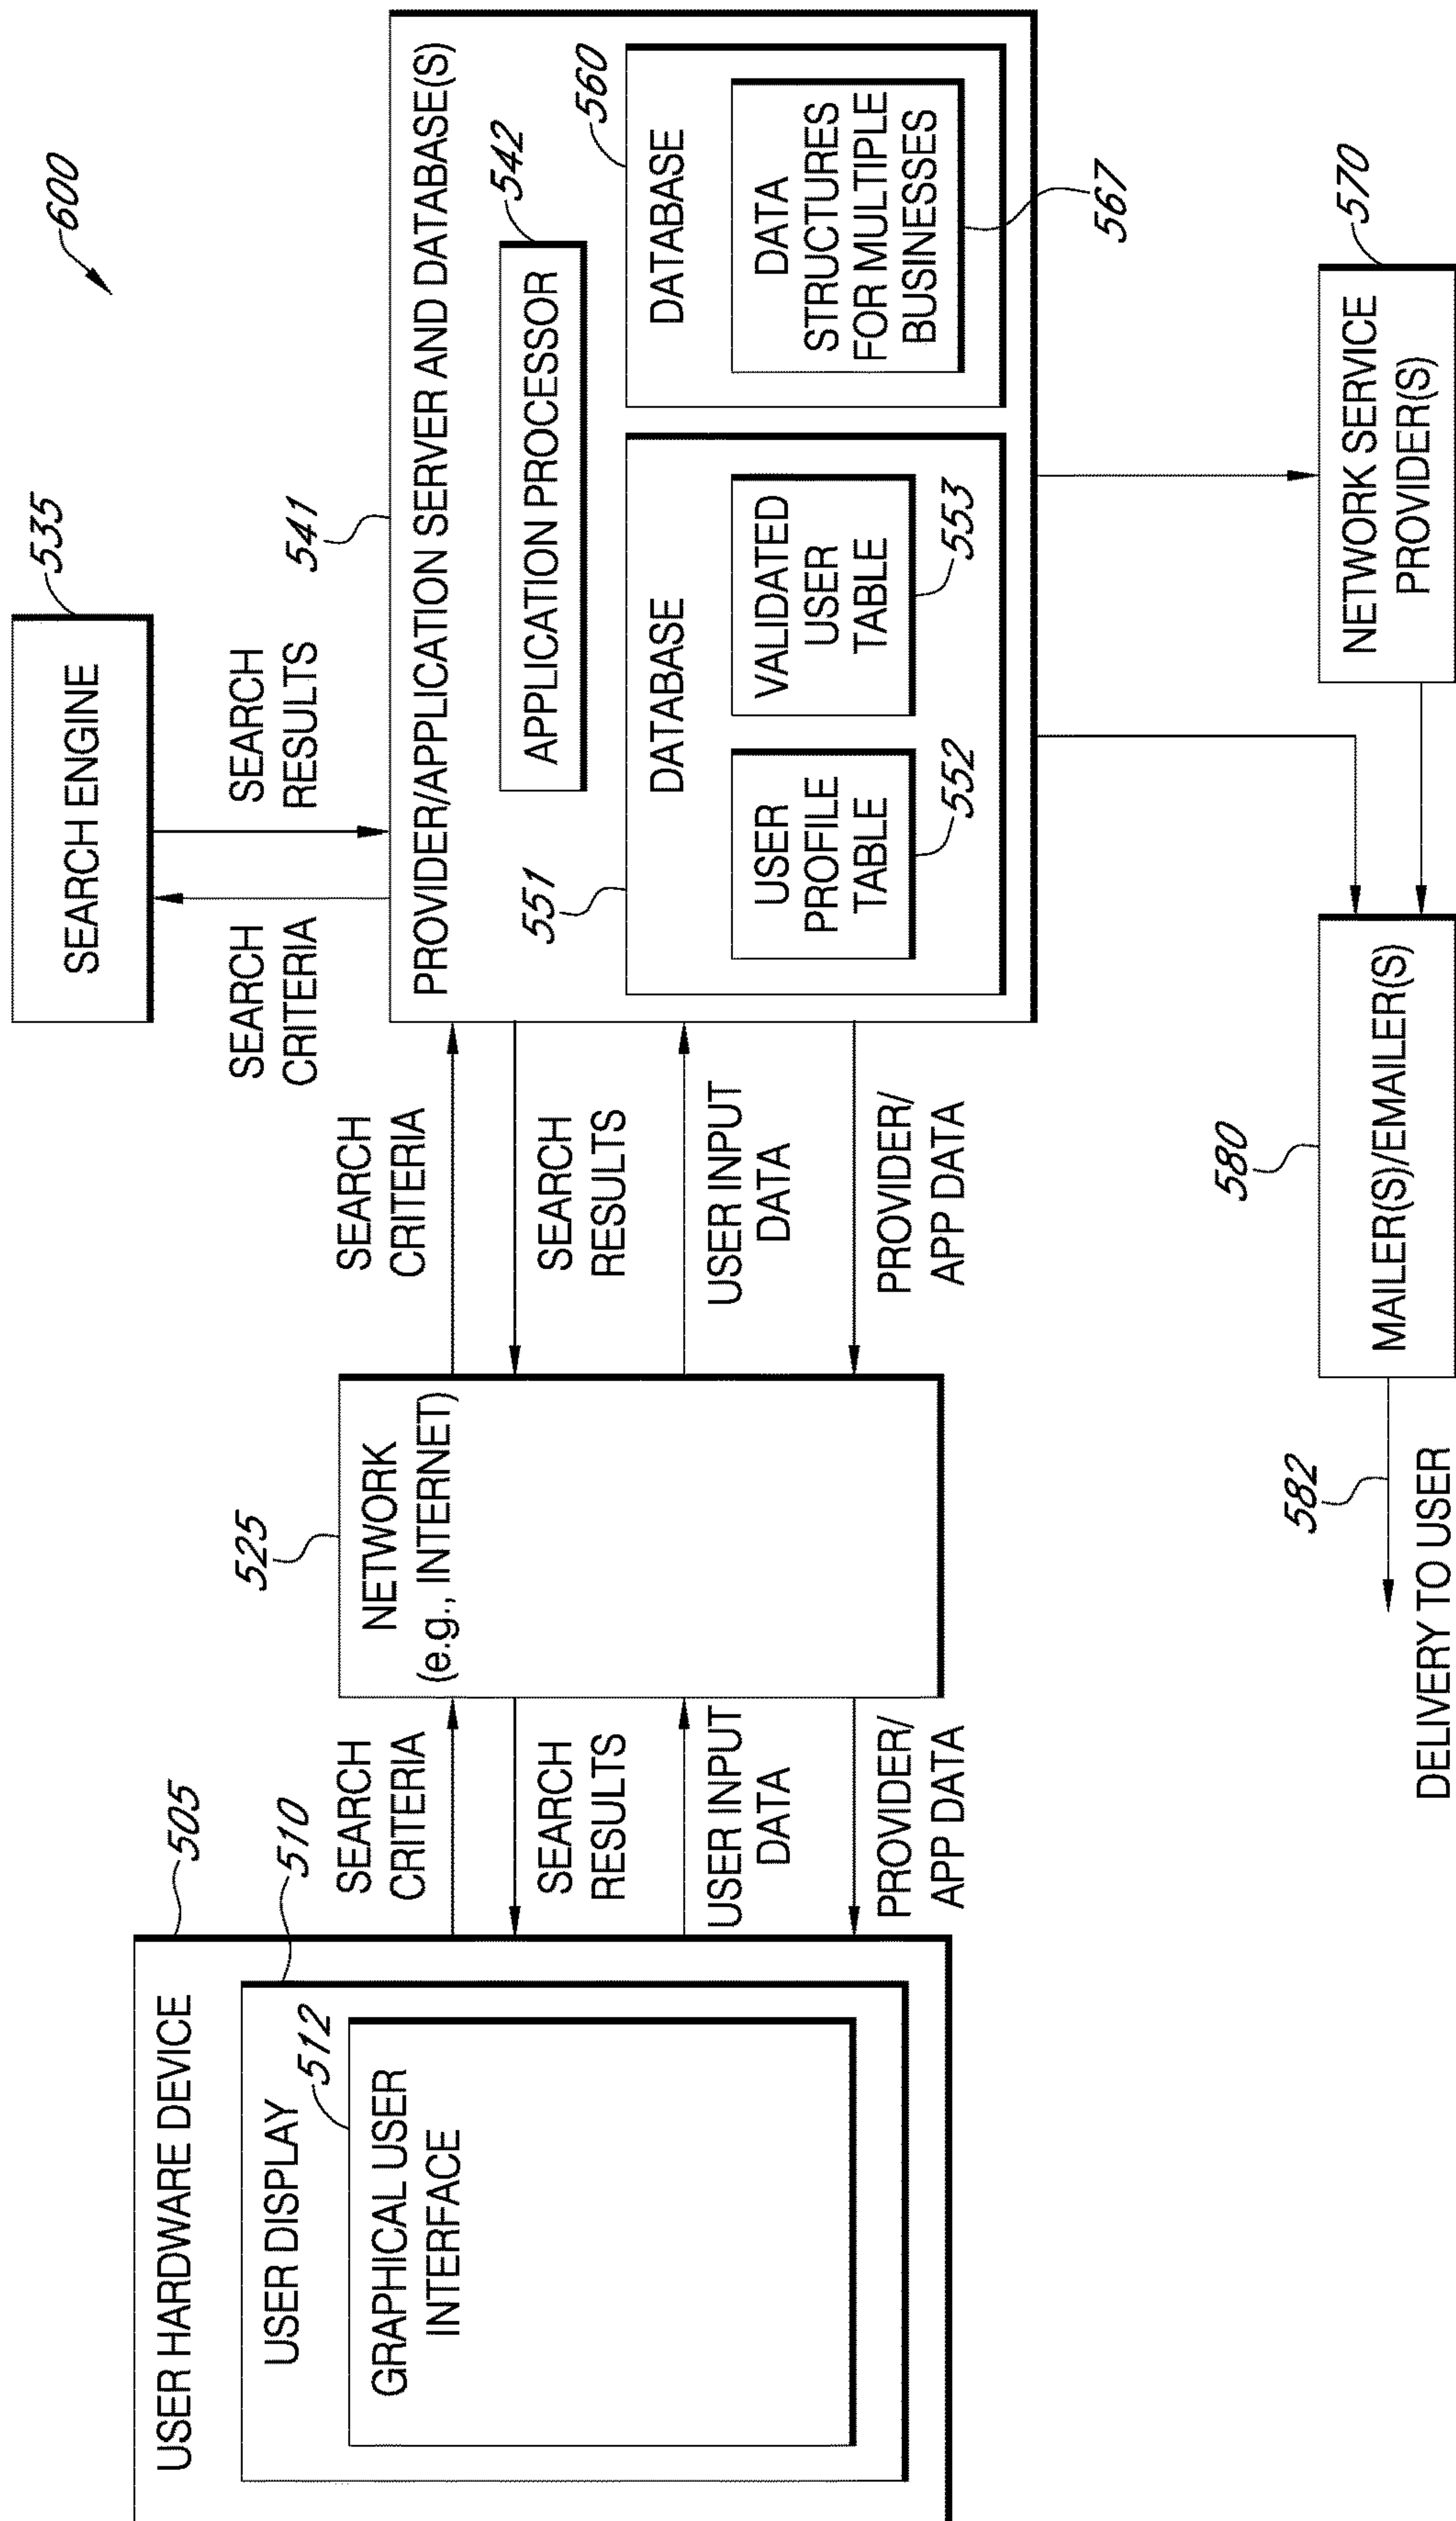 600
535
SEARCH ENGINE
SEARCH
CRITERIA
SEARCH
RESULTS
505
USER HARDWARE DEVICE
510
USER DISPLAY
512
GRAPHICAL USER
INTERFACE
SEARCH
CRITERIA
SEARCH
RESULTS
USER INPUT
DATA
PROVIDER/
APP DATA
525
NETWORK
(e.g., INTERNET)
SEARCH
CRITERIA
SEARCH
RESULTS
USER INPUT
DATA
PROVIDER/
APP DATA
541
PROVIDER/APPLICATION SERVER AND DATABASE(S)
542
APPLICATION PROCESSOR
551
DATABASE
USER
PROFILE
TABLE
552
VALIDATED
USER
TABLE
553
560
DATABASE
DATA
STRUCTURES
FOR MULTIPLE
BUSINESSES
567
570
NETWORK SERVICE
PROVIDER(S)
580
MAILER(S)/EMAILER(S)
582
DELIVERY TO USER